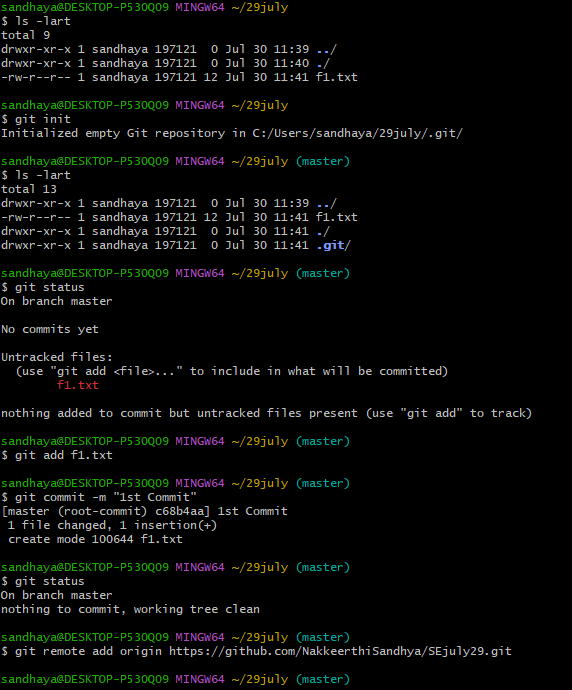 sandhaya@DESKTOP-P53OQO9 MINGW64 ~/29july
$ ls -lart
total 9
drwxr-xr-x 1 sandhaya 197121  0 Jul 30 11:39 ../
drwxr-xr-x 1 sandhaya 197121  0 Jul 30 11:40 ./
-rw-r--r-- 1 sandhaya 197121 12 Jul 30 11:41 f1.txt
sandhaya@DESKTOP-P53OQO9 MINGW64 ~/29july
$ git init
Initialized empty Git repository in C:/Users/sandhaya/29july/.git/
sandhaya@DESKTOP-P53OQO9 MINGW64 ~/29july (master)
$ ls -lart
total 13
drwxr-xr-x 1 sandhaya 197121  0 Jul 30 11:39 ../
-rw-r--r-- 1 sandhaya 197121 12 Jul 30 11:41 f1.txt
drwxr-xr-x 1 sandhaya 197121  0 Jul 30 11:41 ./
drwxr-xr-x 1 sandhaya 197121  0 Jul 30 11:41 .git/
sandhaya@DESKTOP-P53OQO9 MINGW64 ~/29july (master)
$ git status
On branch master
No commits yet
Untracked files:
  (use "git add <file>..." to include in what will be committed)
        f1.txt
nothing added to commit but untracked files present (use "git add" to track)
sandhaya@DESKTOP-P53OQO9 MINGW64 ~/29july (master)
$ git add f1.txt
sandhaya@DESKTOP-P53OQO9 MINGW64 ~/29july (master)
$ git commit -m "1st Commit"
[master (root-commit) c68b4aa] 1st Commit
 1 file changed, 1 insertion(+)
 create mode 100644 f1.txt
sandhaya@DESKTOP-P53OQO9 MINGW64 ~/29july (master)
$ git status
On branch master
nothing to commit, working tree clean
sandhaya@DESKTOP-P53OQO9 MINGW64 ~/29july (master)
$ git remote add origin https://github.com/NakkeerthiSandhya/SEjuly29.git
sandhaya@DESKTOP-P53OQO9 MINGW64 ~/29july (master)